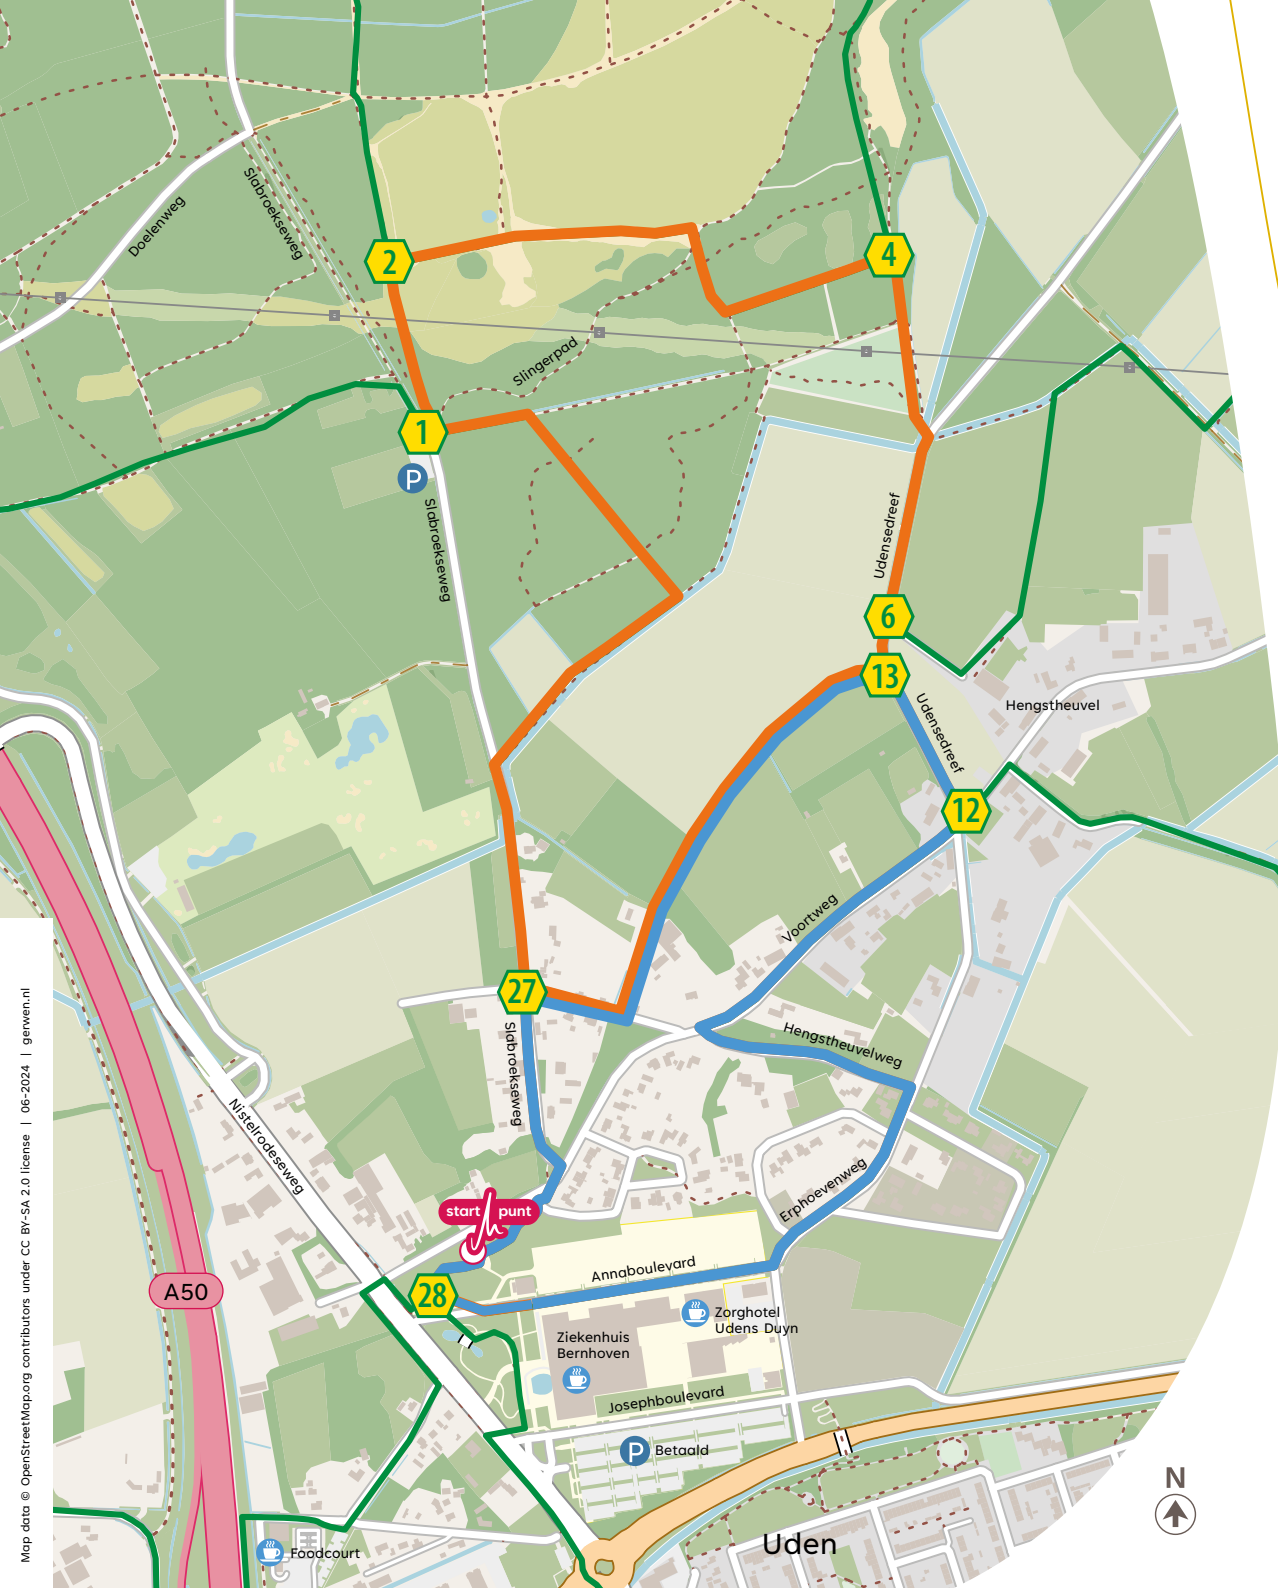 Doelenweg
Slabroekseweg
2
4
Slingerpad
1
P
Slabroekseweg
Udensedreef
6
13
Hengstheuvel
Udensedreef
12
Voortweg
27
Hengstheuvelweg
Slabroekseweg
Nistelrodeseweg
Erphoevenweg
start punt
Annaboulevard
A50
28
Zorghotel
Udens Duyn
Ziekenhuis
Bernhoven
Josephboulevard
P Betaald
N
Uden
Foodcourt
Map data © OpenStreetMap.org contributors under CC BY-SA 2.0 license | 06-2024 | gerwen.nl